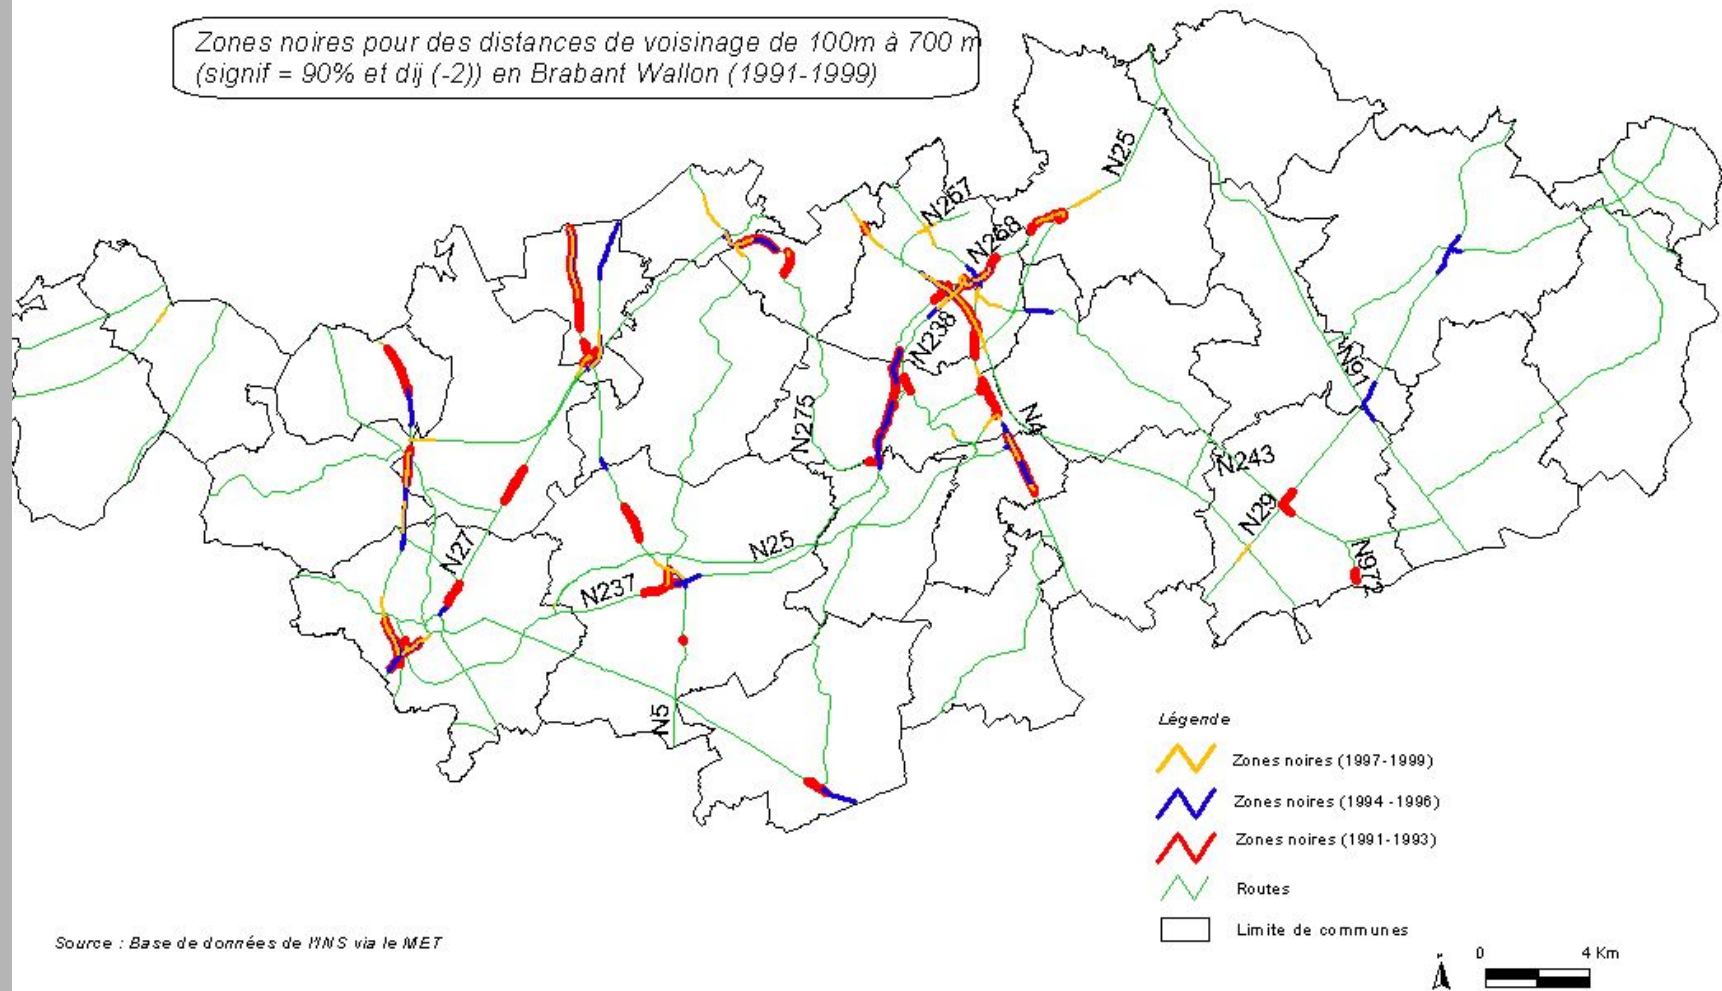 Zones noires pour des distances de voisinage de 100m à 700 m
(signif = 90% et dij (-2)) en Brabant Wallon (1991-1999)
N25
N267
N268
N238
N91
N275
N4
N243
N29
N25
N27
N237
N973
N5
Légende
Zones noires (1997-1999)
Zones noires (1994 -1996)
Zones noires (1991-1993)
Routes
Limite de communes
Source : Base de données de l'INS via le MET
0 4 Km